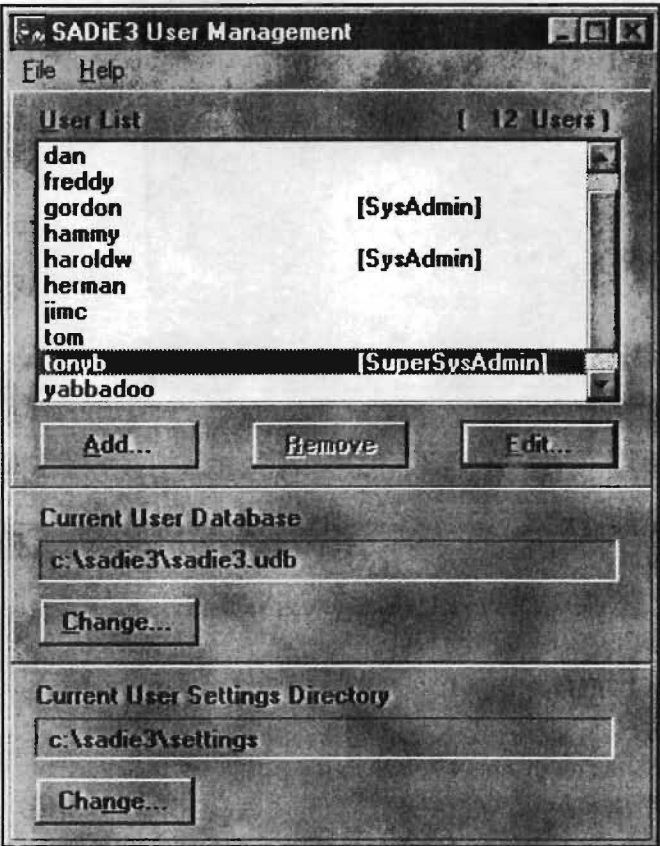 SADiE3 User Management
File Help
User List [ 12 Users ]
dan
freddy
gordon [SysAdmin]
hammy
haroldw [SysAdmin]
herman
jimc
tom
tonyb [SuperSysAdmin]
yabbadoo
Add... Remove Edit...
Current User Database
c:\sadie3\sadie3.udb
Change...
Current User Settings Directory
c:\sadie3\settings
Change...